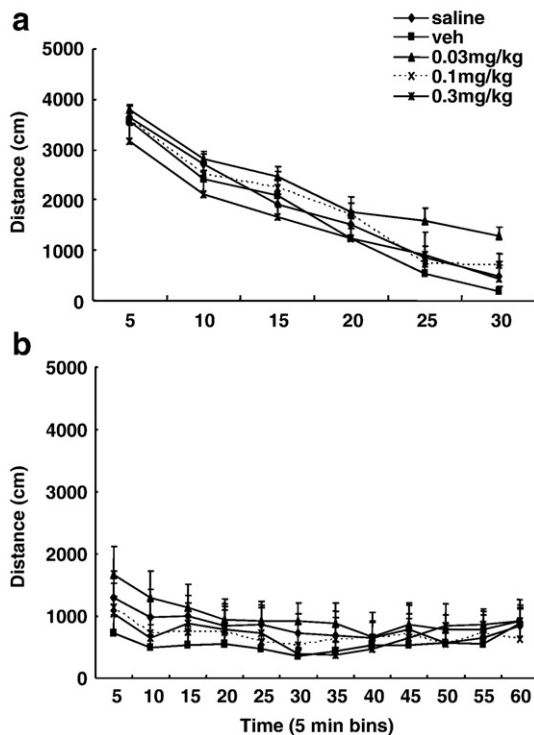 a
saline
veh
0.03mg/kg
0.1mg/kg
0.3mg/kg
5000
4000
3000
2000
1000
0
Distance (cm)
5 10 15 20 25 30
b
5000
4000
3000
2000
1000
0
Distance (cm)
5 10 15 20 25 30 35 40 45 50 55 60
Time (5 min bins)